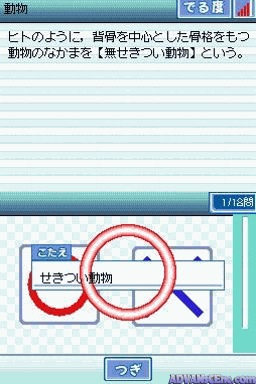 動物
でる度
ヒトのように，背骨を中心とした骨格をもつ
動物のなかまを【無せきつい動物】という。
1/18問
こたえ
せきつい動物
つぎ
ADVANsCEne.com